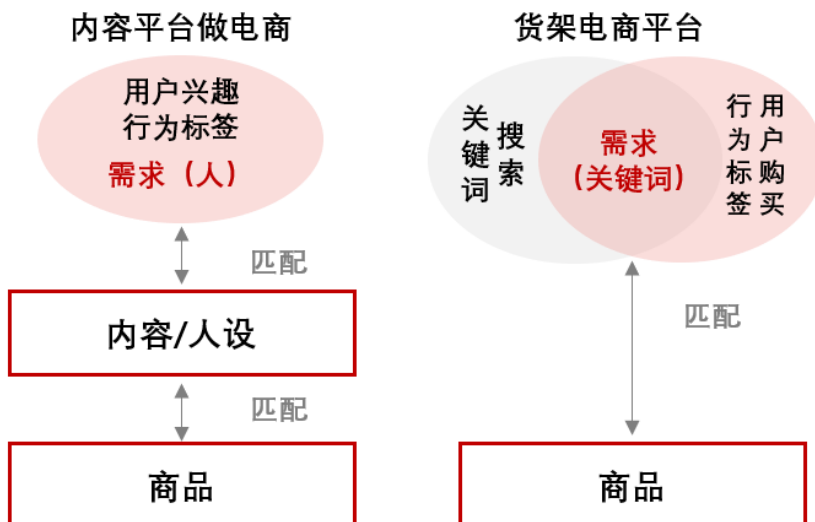 内容平台做电商
用户兴趣
行为标签
需求（人）
匹配
内容/人设
匹配
商品
货架电商平台
搜索
关键词
需求
（关键词）
用户购买
行为标签
匹配
商品